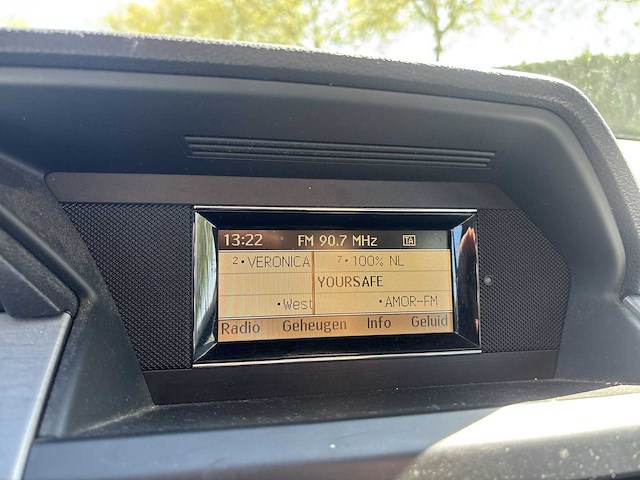 13:22 FM 90.7 MHz TA
2•VERONICA 7•100% NL
YOURSAFE
•West •AMOR-FM
Radio Geheugen Info Geluid